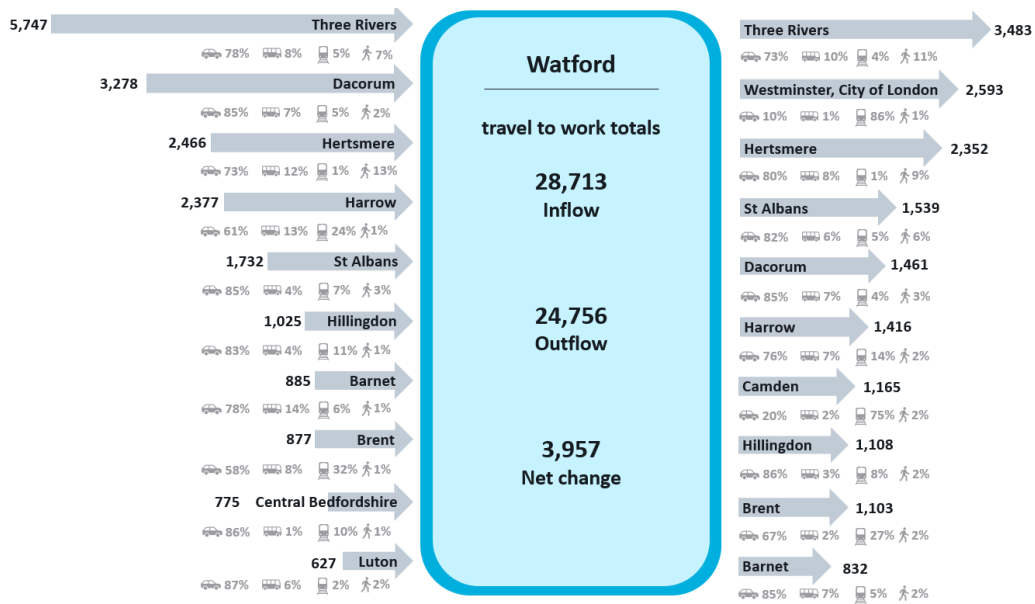 5,747 Three Rivers
78% 8% 5% 7%
3,278 Dacorum
85% 7% 5% 2%
2,466 Hertsmere
73% 12% 1% 13%
2,377 Harrow
61% 13% 24% 1%
1,732 St Albans
85% 4% 7% 3%
1,025 Hillingdon
83% 4% 11% 1%
885 Barnet
78% 14% 6% 1%
877 Brent
58% 8% 32% 1%
775 Central Bedfordshire
86% 1% 10% 1%
627 Luton
87% 6% 2% 2%
Watford
travel to work totals
28,713
Inflow
24,756
Outflow
3,957
Net change
Three Rivers 3,483
73% 10% 4% 11%
Westminster, City of London 2,593
10% 1% 86% 1%
Hertsmere 2,352
80% 8% 1% 9%
St Albans 1,539
82% 6% 5% 6%
Dacorum 1,461
85% 7% 4% 3%
Harrow 1,416
76% 7% 14% 2%
Camden 1,165
20% 2% 75% 2%
Hillingdon 1,108
86% 3% 8% 2%
Brent 1,103
67% 2% 27% 2%
Barnet 832
85% 7% 5% 2%